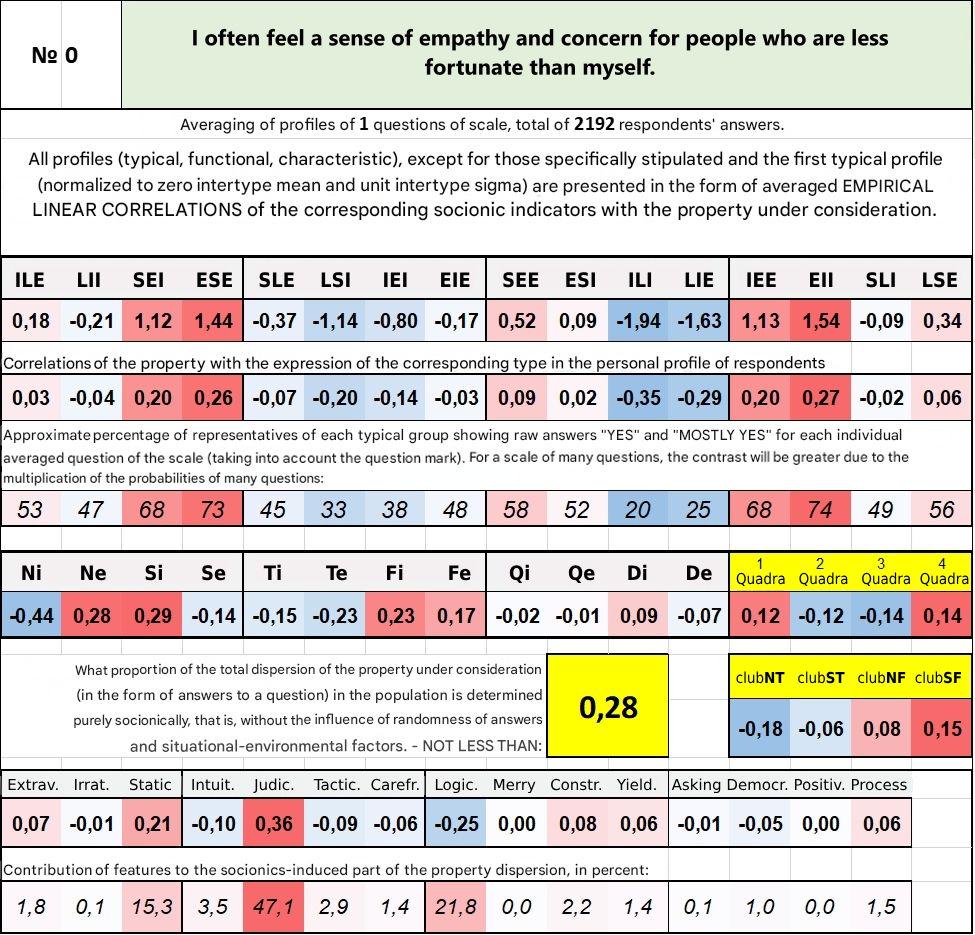 № 0
I often feel a sense of empathy and concern for people who are less
fortunate than myself.
Averaging of profiles of 1 questions of scale, total of 2192 respondents' answers.
All profiles (typical, functional, characteristic), except for those specifically stipulated and the first typical profile
(normalized to zero intertype mean and unit intertype sigma) are presented in the form of averaged EMPIRICAL
LINEAR CORRELATIONS of the corresponding socionic indicators with the property under consideration.
ILE LII SEI ESE SLE LSI IEI EIE SEE ESI ILI LIE IEE EII SLI LSE
0,18 -0,21 1,12 1,44 -0,37 -1,14 -0,80 -0,17 0,52 0,09 -1,94 -1,63 1,13 1,54 -0,09 0,34
Correlations of the property with the expression of the corresponding type in the personal profile of respondents
0,03 -0,04 0,20 0,26 -0,07 -0,20 -0,14 -0,03 0,09 0,02 -0,35 -0,29 0,20 0,27 -0,02 0,06
Approximate percentage of representatives of each typical group showing raw answers "YES" and "MOSTLY YES" for each individual
averaged question of the scale (taking into account the question mark). For a scale of many questions, the contrast will be greater due to the
multiplication of the probabilities of many questions:
53 47 68 73 45 33 38 48 58 52 20 25 68 74 49 56
Ni Ne Si Se Ti Te Fi Fe Qi Qe Di De 1 Quadra 2 Quadra 3 Quadra 4 Quadra
-0,44 0,28 0,29 -0,14 -0,15 -0,23 0,23 0,17 -0,02 -0,01 0,09 -0,07 0,12 -0,12 -0,14 0,14
What proportion of the total dispersion of the property under consideration
(in the form of answers to a question) in the population is determined
purely socionically, that is, without the influence of randomness of answers
and situational-environmental factors. - NOT LESS THAN:
0,28
clubNT clubST clubNF clubSF
-0,18 -0,06 0,08 0,15
Extrav. Irrat. Static Intuit. Judic. Tactic. Carefr. Logic. Merry Constr. Yield. Asking Democr. Positiv. Process
0,07 -0,01 0,21 -0,10 0,36 -0,09 -0,06 -0,25 0,00 0,08 0,06 -0,01 -0,05 0,00 0,06
Contribution of features to the socionics-induced part of the property dispersion, in percent:
1,8 0,1 15,3 3,5 47,1 2,9 1,4 21,8 0,0 2,2 1,4 0,1 1,0 0,0 1,5